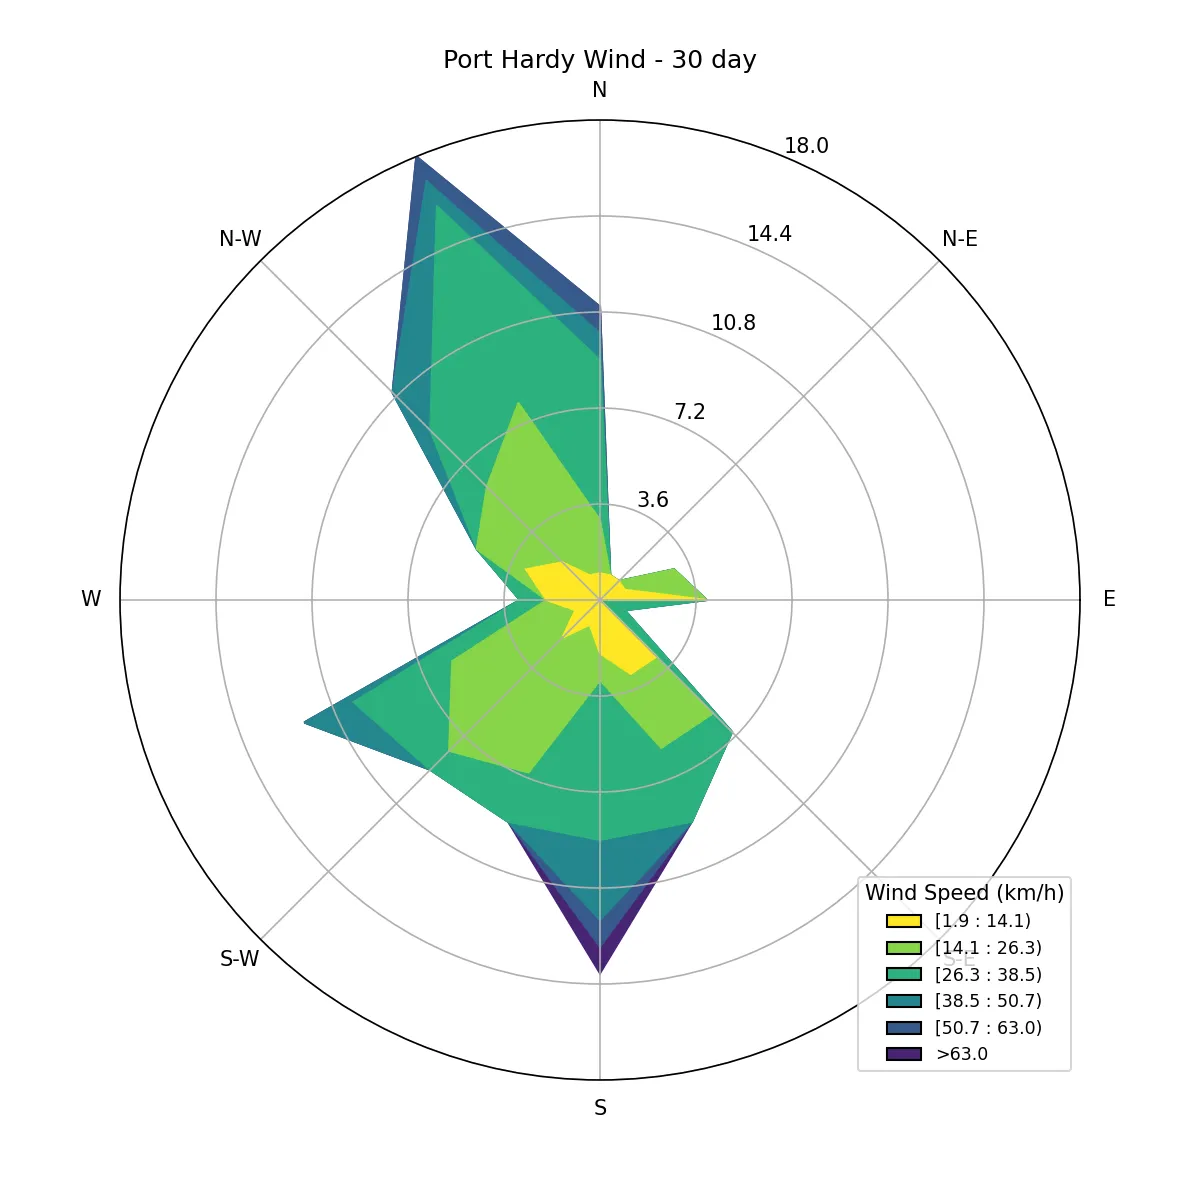 Port Hardy Wind - 30 day
N
18.0
14.4
N-W
N-E
10.8
7.2
3.6
W
E
Wind Speed (km/h)
[1.9 : 14.1)
[14.1 : 26.3)
S-W
S-E
[26.3 : 38.5)
[38.5 : 50.7)
[50.7 : 63.0)
>63.0
S